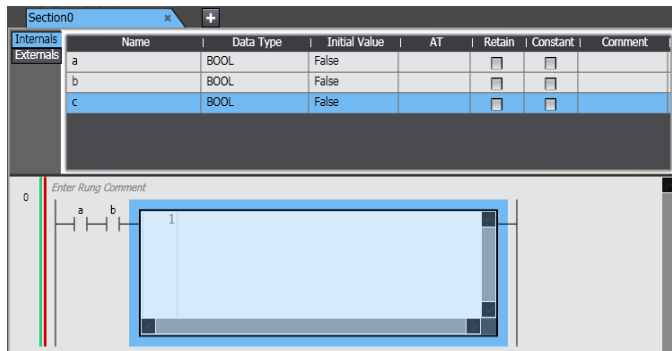 Section0 x +
Internals
Externals
Name Data Type Initial Value AT Retain Constant Comment
a BOOL False
b BOOL False
c BOOL False
Enter Rung Comment
0
a b
1